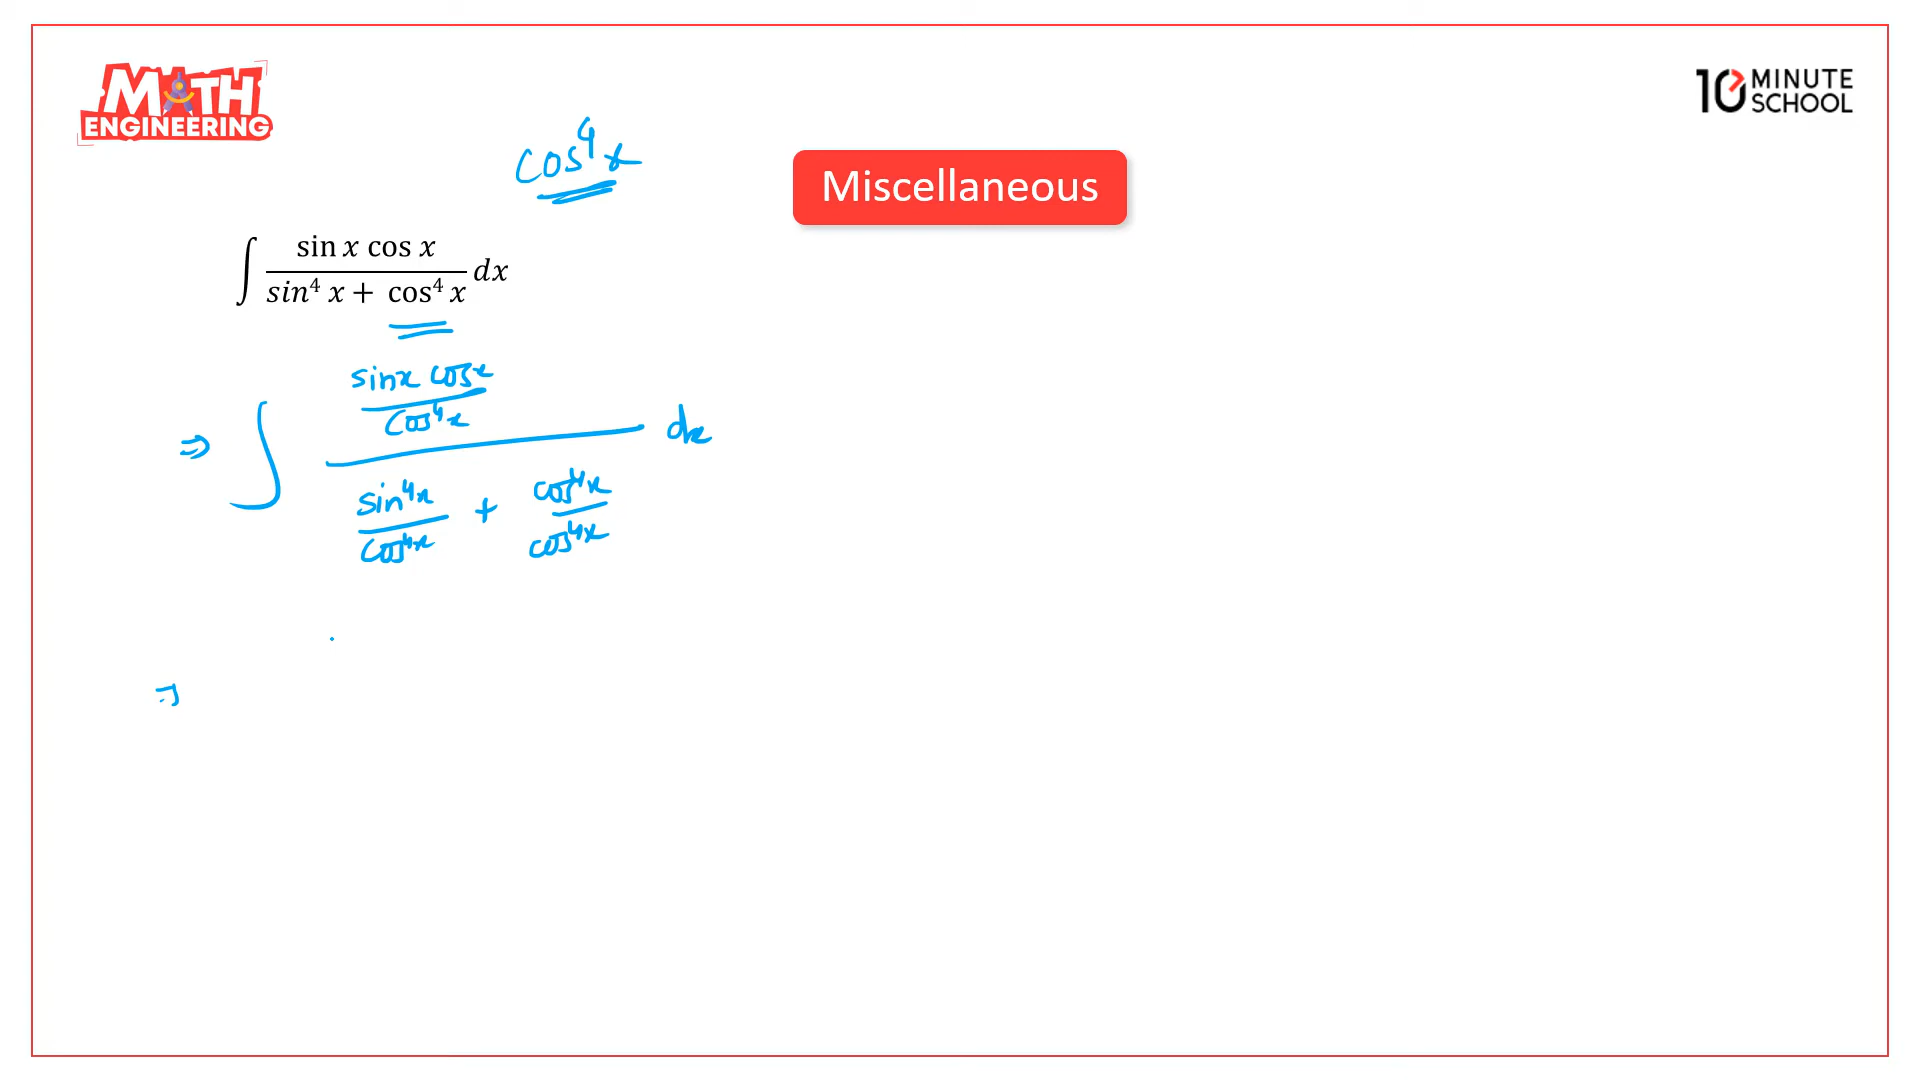 MATH
ENGINEERING
10 MINUTE
SCHOOL
cos⁴x
Miscellaneous
∫ (sin x cos x)/(sin⁴ x + cos⁴ x) dx
⇒ ∫ ((sinx cosx)/(cos⁴x))/((sin⁴x)/(cos⁴x) + (cos⁴x)/(cos⁴x)) dx
⇒